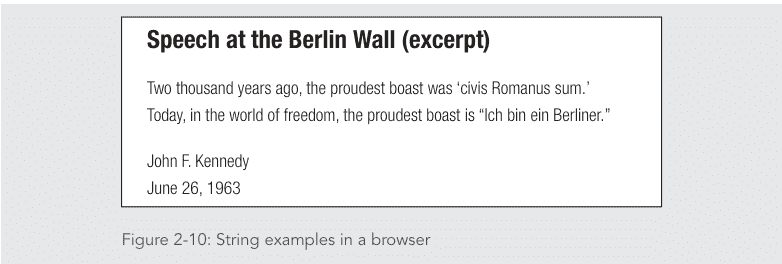 Speech at the Berlin Wall (excerpt)
Two thousand years ago, the proudest boast was ‘civis Romanus sum.’
Today, in the world of freedom, the proudest boast is “Ich bin ein Berliner.”
John F. Kennedy
June 26, 1963
Figure 2-10: String examples in a browser